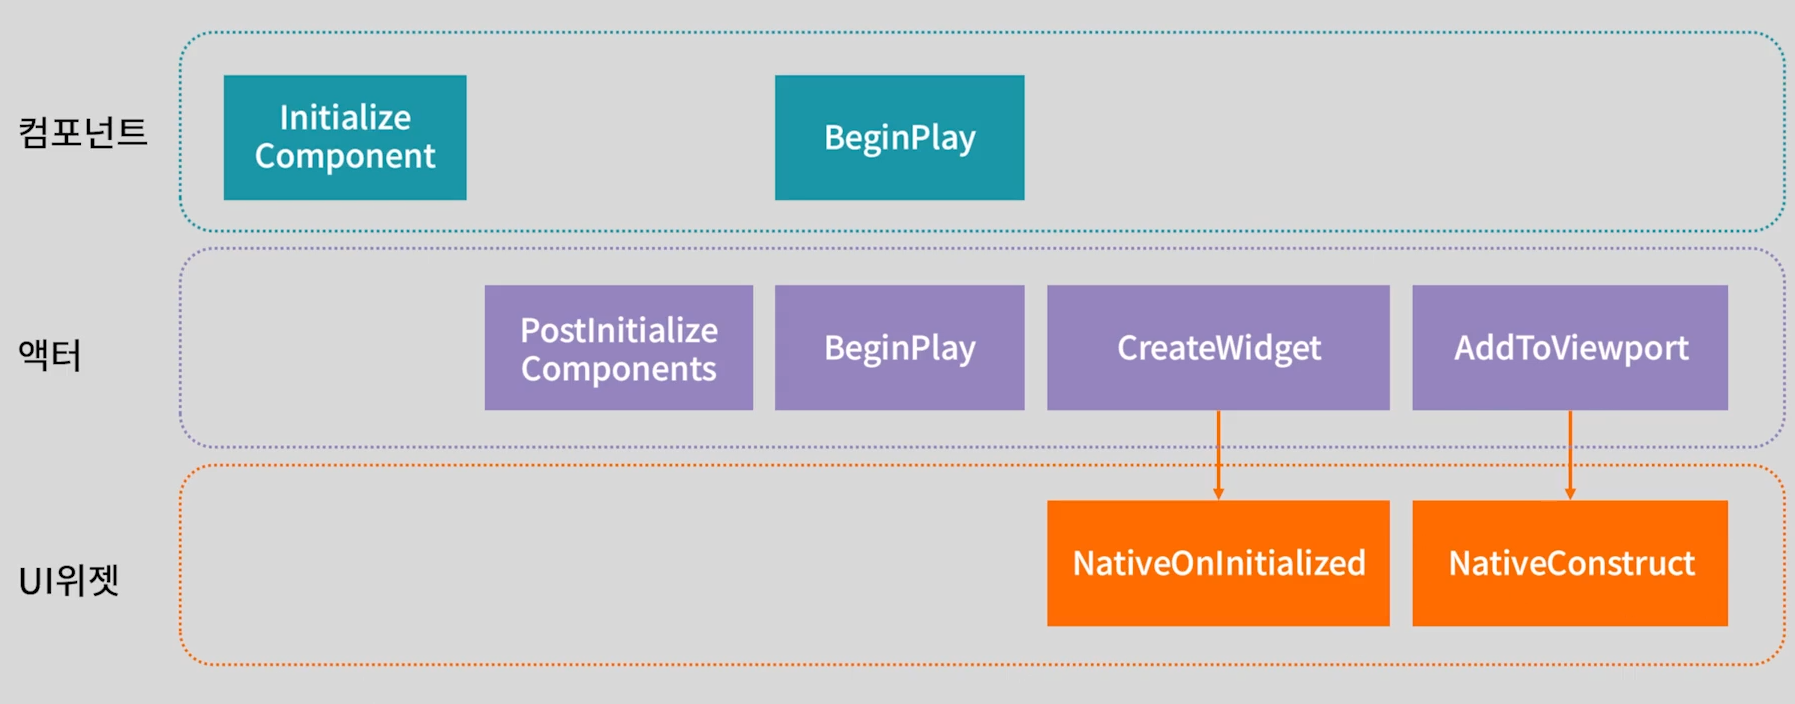 컴포넌트
Initialize
Component
BeginPlay
액터
PostInitialize
Components
BeginPlay
CreateWidget
AddToViewport
UI위젯
NativeOnInitialized
NativeConstruct